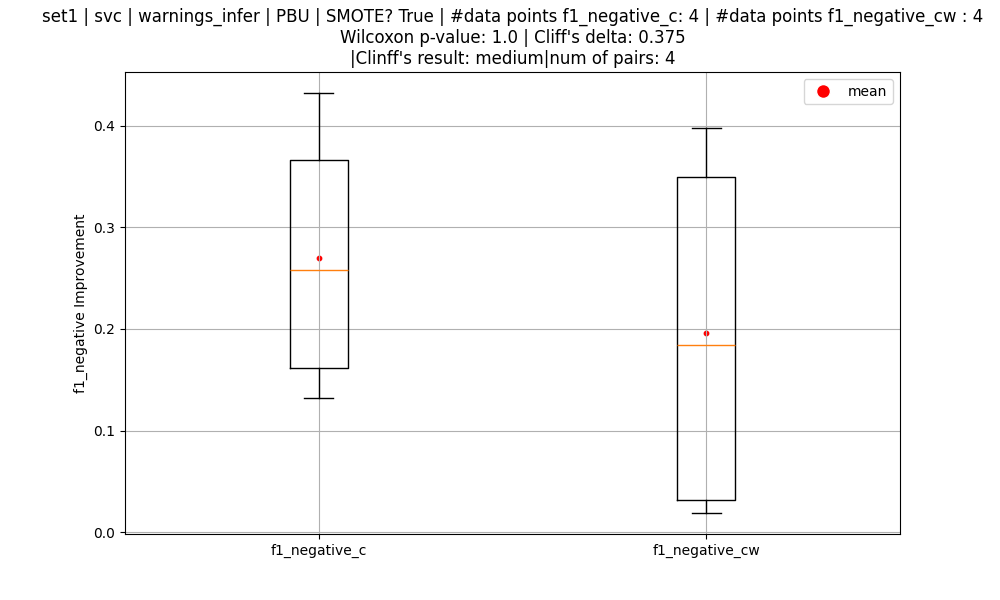 set1 | svc | warnings_infer | PBU | SMOTE? True | #data points f1_negative_c: 4 | #data points f1_negative_cw : 4
Wilcoxon p-value: 1.0 | Cliff's delta: 0.375
|Clinff's result: medium|num of pairs: 4
mean
f1_negative Improvement
0.4
0.3
0.2
0.1
0.0
f1_negative_c
f1_negative_cw